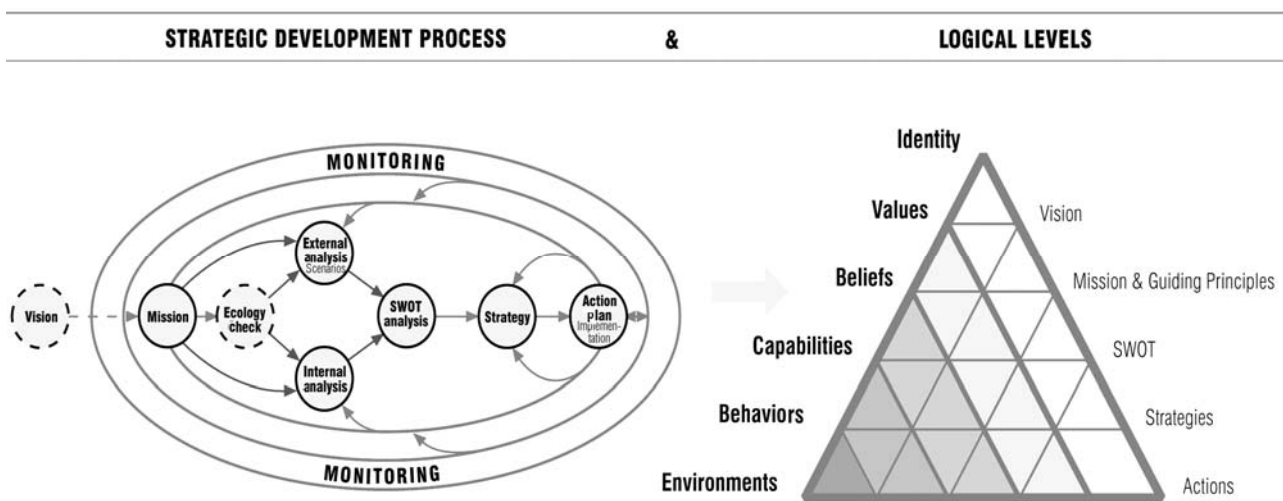 STRATEGIC DEVELOPMENT PROCESS & LOGICAL LEVELS
MONITORING
Vision
Mission
Ecology
check
External
analysis
Scenarios
Internal
analysis
SWOT
analysis
Strategy
Action
plan
Implemen-
tation
MONITORING
Identity
Values
Beliefs
Capabilities
Behaviors
Environments
Vision
Mission & Guiding Principles
SWOT
Strategies
Actions